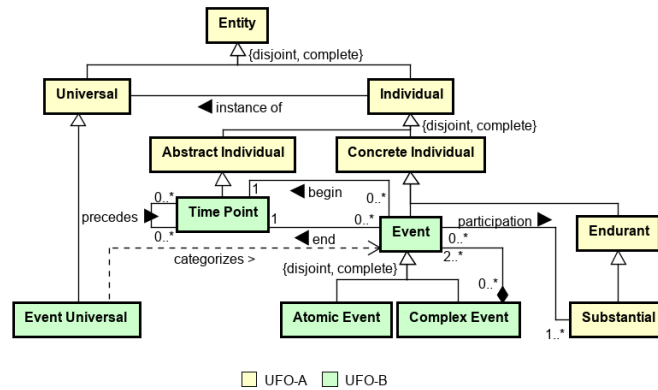 Entity
{disjoint, complete}
Universal
Individual
◀ instance of
{disjoint, complete}
Abstract Individual
Concrete Individual
0..*
1
◀ begin
0..*
precedes ▶
Time Point
participation ▶
0..*
1
◀ end
0..*
Event
0..*
Endurant
categorizes >
2..*
{disjoint, complete}
0..*
Event Universal
Atomic Event
Complex Event
1..*
Substantial
UFO-A
UFO-B